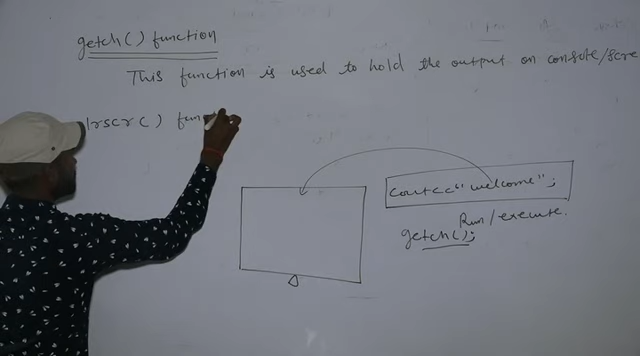 getch() function
This function is used to hold the output on console/scre
lrscr() fun
cout<<"welcome";
Run/execute.
getch();